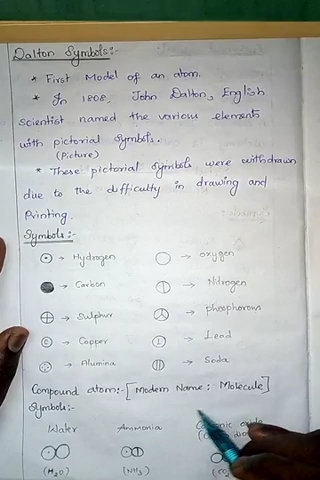 Dalton Symbols:-
* First Model of an atom.
* In 1808, John Dalton, English
scientist named the various elements
with pictorial symbols.
(Picture)
* These pictorial symbols were withdrawn
due to the difficulty in drawing and
Printing.
Symbols:-
→ Hydrogen → oxygen
→ Carbon → Nitrogen
→ Sulphur → phosphorous
C → Copper L → Lead
→ Alumina → Soda
Compound atom:- [Modern Name: Molecule]
Symbols:-
Water Ammonia oxide
(H2O) (NH3) (CO2